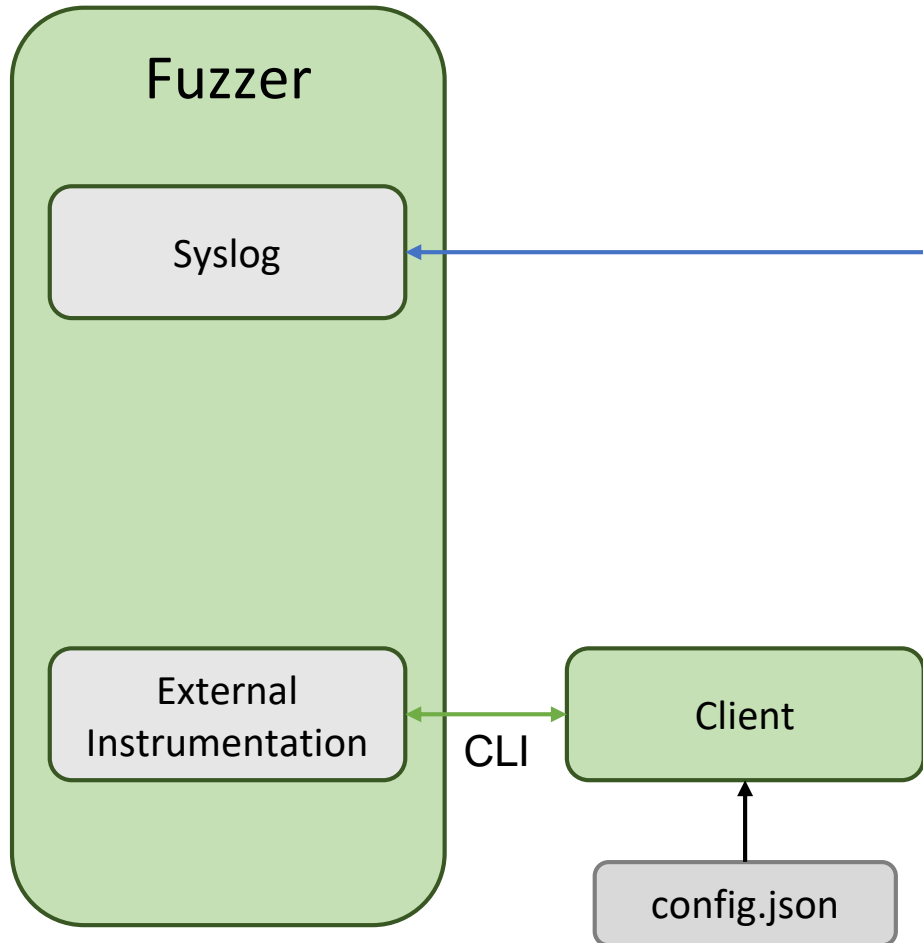 Fuzzer
Syslog
External
Instrumentation
CLI
Client
config.json